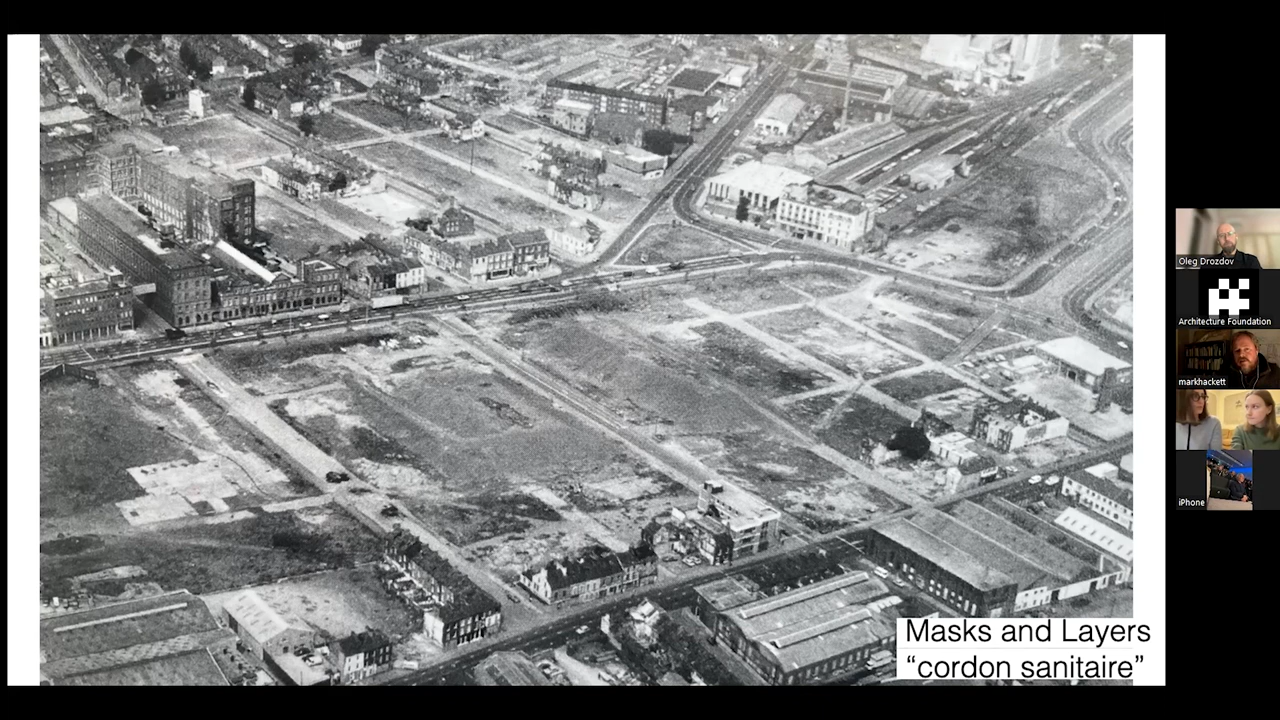 Masks and Layers
“cordon sanitaire”
Oleg Drozdov
Architecture Foundation
markhackett
iPhone